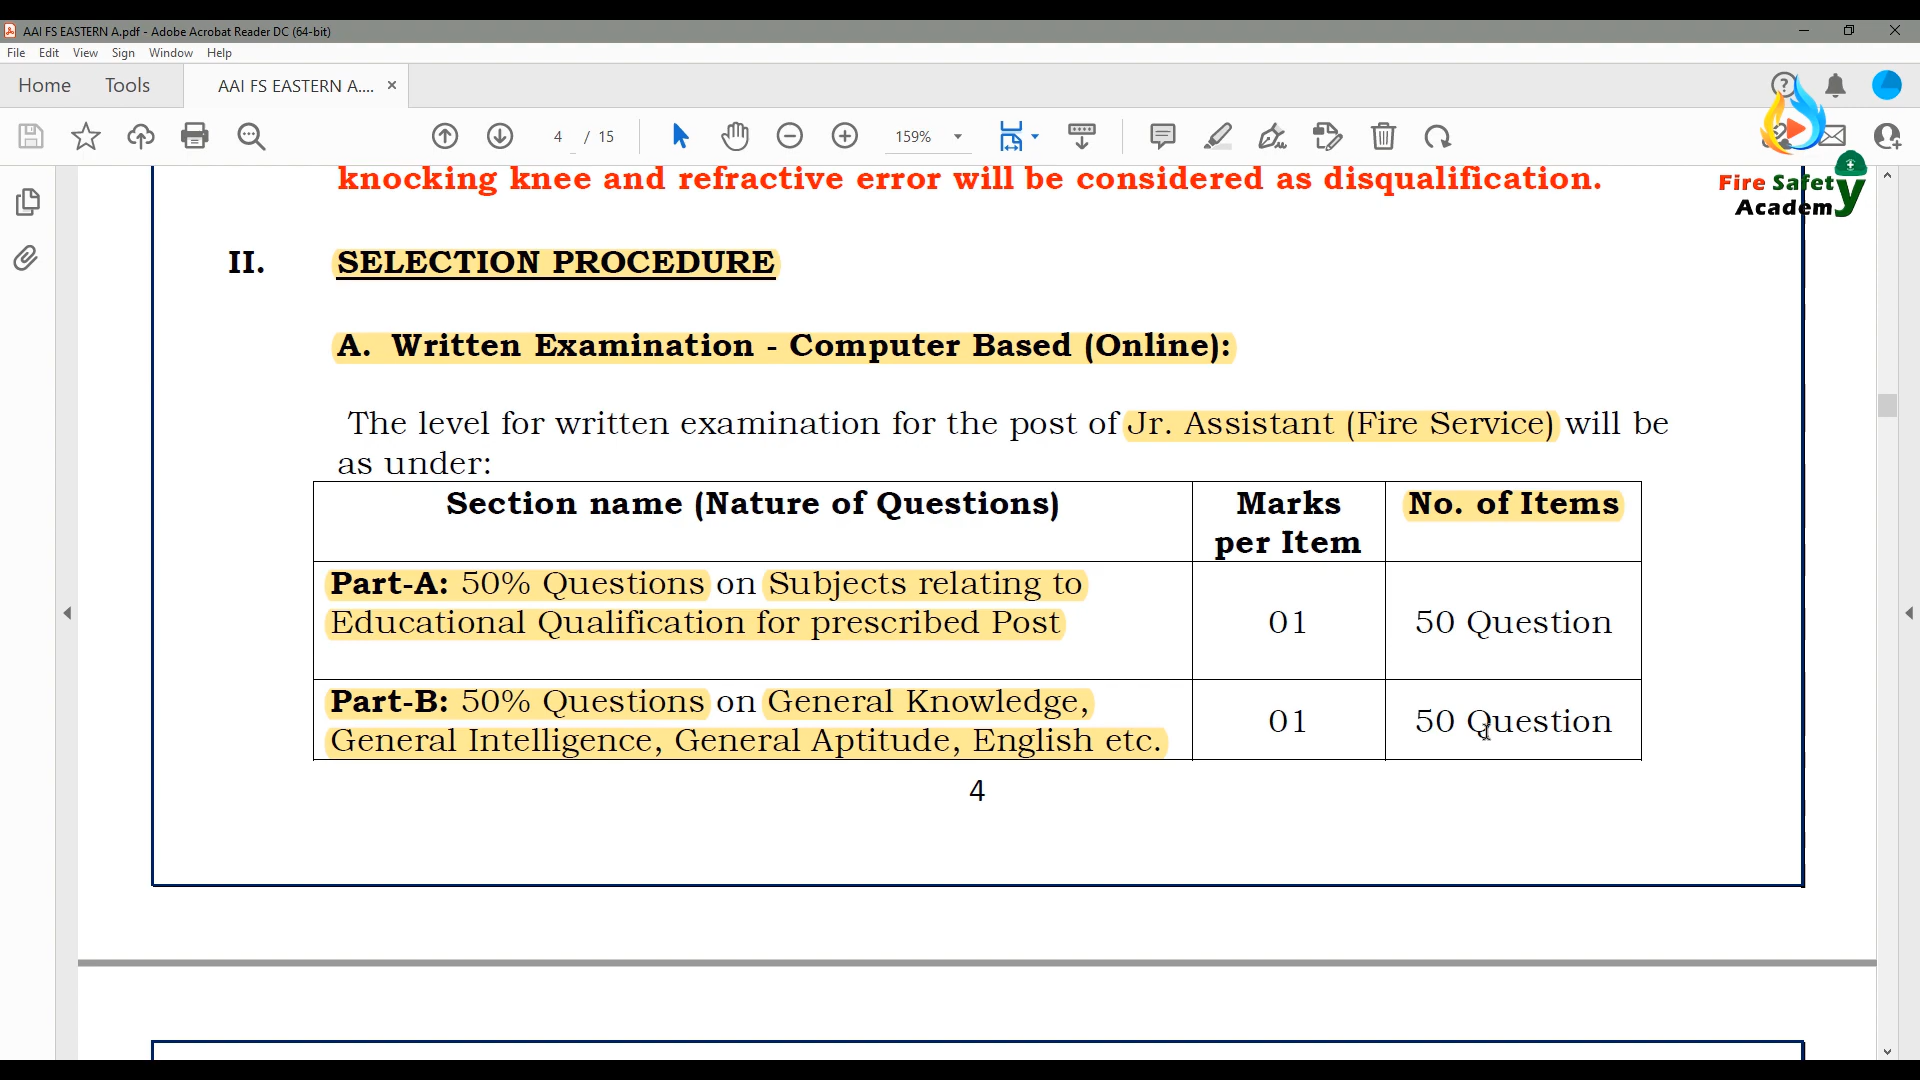 AAI FS EASTERN A.pdf - Adobe Acrobat Reader DC (64-bit)
File Edit View Sign Window Help
Home Tools AAI FS EASTERN A.... ×
4 / 15 159%
knocking knee and refractive error will be considered as disqualification.
Fire Safety
Academy
II. SELECTION PROCEDURE
A. Written Examination - Computer Based (Online):
The level for written examination for the post of Jr. Assistant (Fire Service) will be
as under:
Section name (Nature of Questions) Marks per Item No. of Items
Part-A: 50% Questions on Subjects relating to
Educational Qualification for prescribed Post 01 50 Question
Part-B: 50% Questions on General Knowledge,
General Intelligence, General Aptitude, English etc. 01 50 Question
4